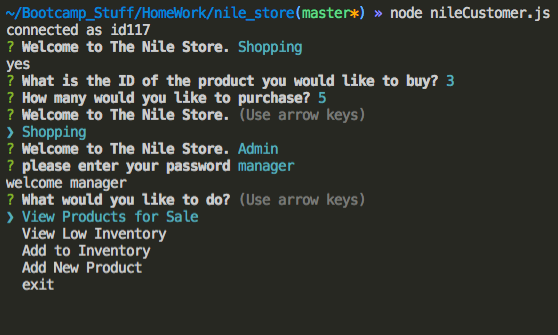 ~/Bootcamp_Stuff/HomeWork/nile_store(master*) » node nileCustomer.js
connected as id117
? Welcome to The Nile Store. Shopping
yes
? What is the ID of the product you would like to buy? 3
? How many would you like to purchase? 5
? Welcome to The Nile Store. (Use arrow keys)
❯ Shopping
? Welcome to The Nile Store. Admin
? please enter your password manager
welcome manager
? What would you like to do? (Use arrow keys)
❯ View Products for Sale
View Low Inventory
Add to Inventory
Add New Product
exit